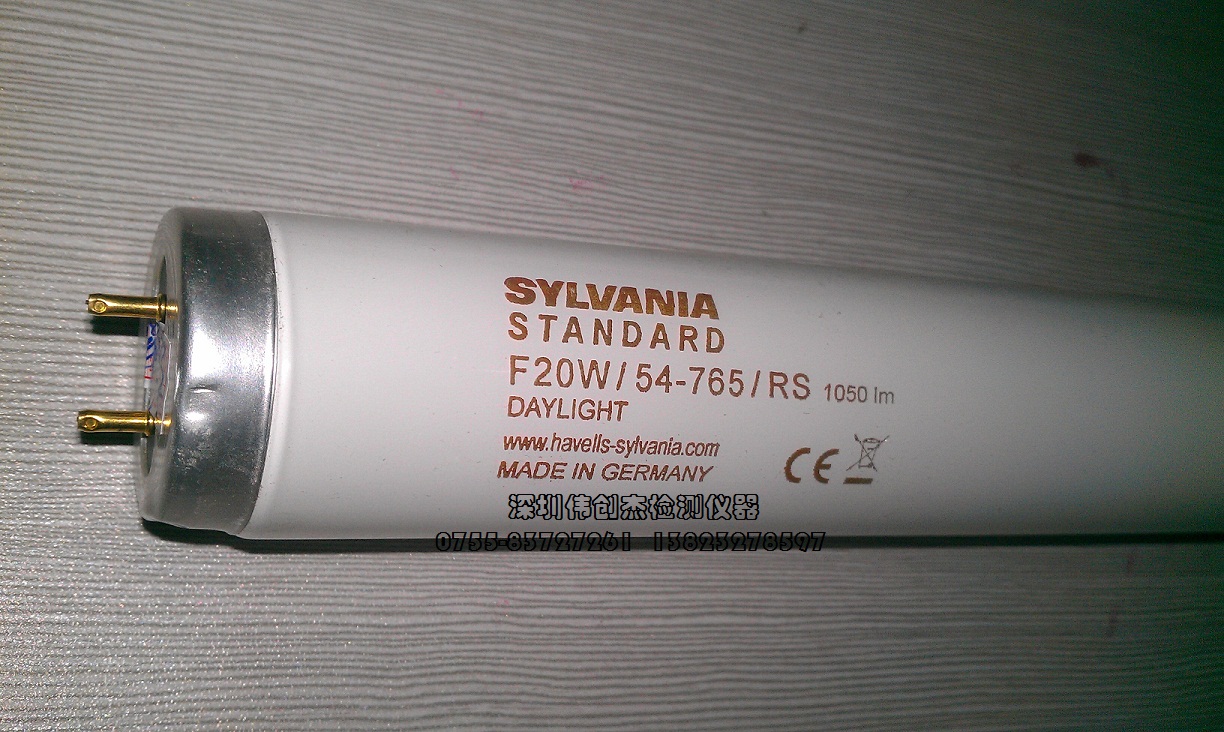 SYLVANIA
STANDARD
F20W/54-765/RS 1050 lm
DAYLIGHT
www.havells-sylvania.com
MADE IN GERMANY
CE
深圳伟创杰检测仪器
0755-83727261 13823278597